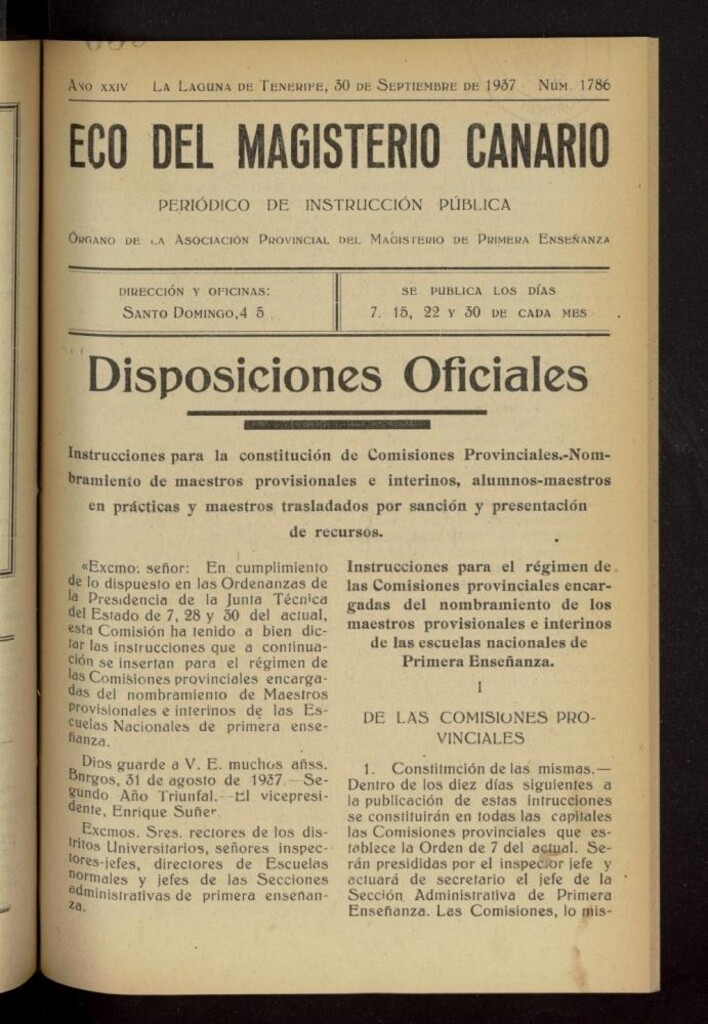 AÑO XXIV LA LAGUNA DE TENERIFE, 30 DE SEPTIEMBRE DE 1937 NÚM. 1786
ECO DEL MAGISTERIO CANARIO
PERIÓDICO DE INSTRUCCIÓN PÚBLICA
ÓRGANO DE LA ASOCIACIÓN PROVINCIAL DEL MAGISTERIO DE PRIMERA ENSEÑANZA
DIRECCIÓN Y OFICINAS:
SANTO DOMINGO,4 5
SE PUBLICA LOS DÍAS
7. 15, 22 Y 30 DE CADA MES
Disposiciones Oficiales
Instrucciones para la constitución de Comisiones Provinciales.-Nom-
bramiento de maestros provisionales e interinos, alumnos-maestros
en prácticas y maestros trasladados por sanción y presentación
de recursos.
«Excmo: señor: En cumplimiento
de lo dispuesto en las Ordenanzas de
la Presidencia de la Junta Técnica
del Estado de 7, 28 y 30 del actual,
esta Comisión ha tenido a bien dic-
tar las instrucciones que a continua-
ción se insertan para el régimen de
las Comisiones provinciales encarga-
das del nombramiento de Maestros
provisionales e interinos de las Es-
cuelas Nacionales de primera ense-
ñanza.
Dios guarde a V. E. muchos añss.
Bnrgos, 31 de agosto de 1937.—Se-
gundo Año Triunfal.—El vicepresi-
dente, Enrique Suñer.
Excmos. Sres. rectores de los dis-
tritos Universitarios, señores inspec-
tores-jefes, directores de Escuelas
normales y jefes de las Secciones
administrativas de primera enseñan-
za.
Instrucciones para el régimen de
las Comisiones provinciales encar-
gadas del nombramiento de los
maestros provisionales e interinos
de las escuelas nacionales de
Primera Enseñanza.
I
DE LAS COMISIONES PRO-
VINCIALES
1. Constitmción de las mismas.—
Dentro de los diez días siguientes a
la publicación de estas intrucciones
se constituirán en todas las capitales
las Comisiones provinciales que es-
tablece la Orden de 7 del actual. Se-
rán presididas por el inspector jefe y
actuará de secretario el jefe de la
Sección Administrativa de Primera
Enseñanza. Las Comisiones, lo mis-